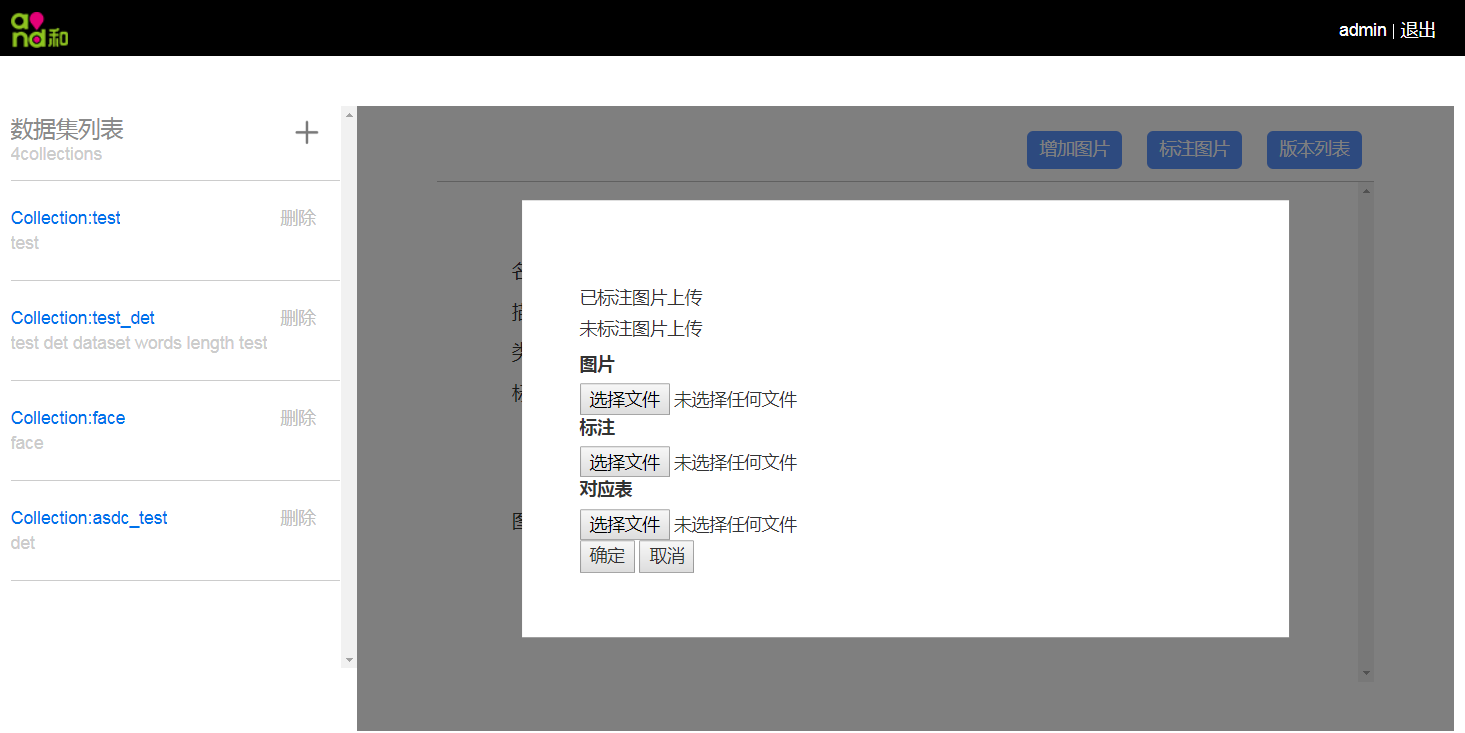 and和
admin | 退出
数据集列表
4collections
Collection:test 删除
test
Collection:test_det 删除
test det dataset words length test
Collection:face 删除
face
Collection:asdc_test 删除
det
增加图片 标注图片 版本列表
已标注图片上传
未标注图片上传
图片
选择文件 未选择任何文件
标注
选择文件 未选择任何文件
对应表
选择文件 未选择任何文件
确定 取消